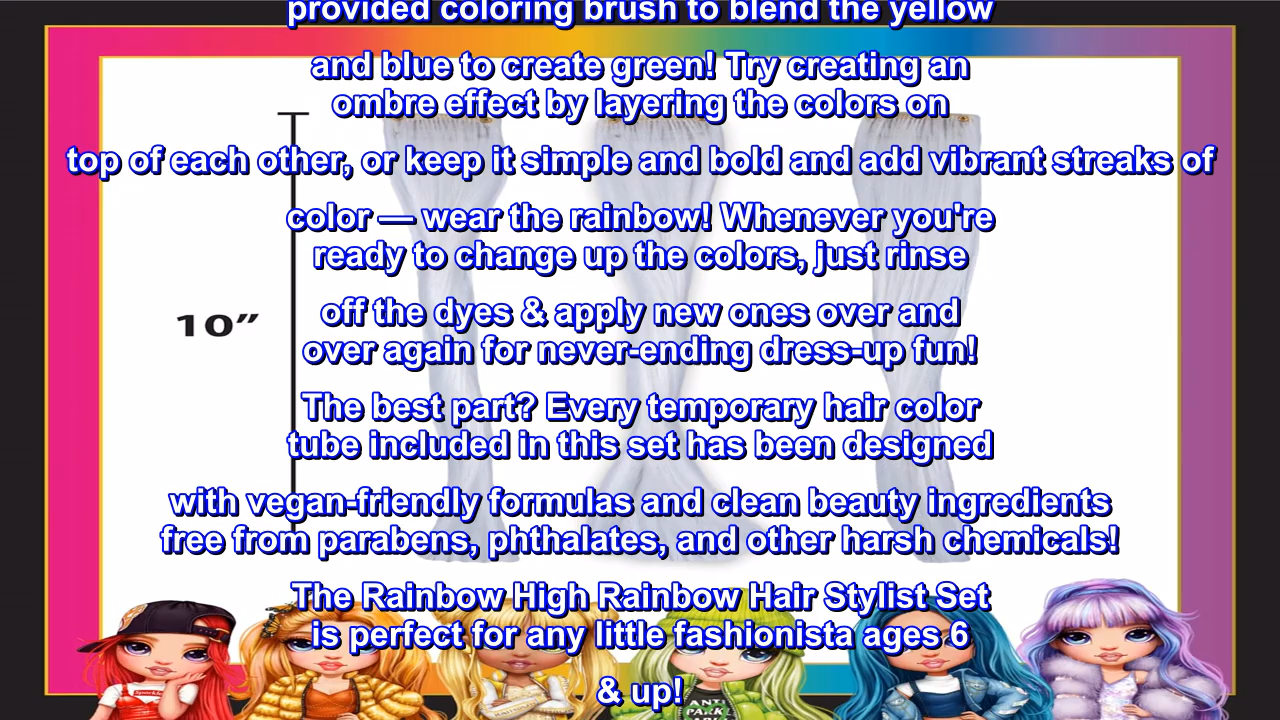 provided coloring brush to blend the yellow
and blue to create green! Try creating an
ombre effect by layering the colors on
top of each other, or keep it simple and bold and add vibrant streaks of
color — wear the rainbow! Whenever you're
ready to change up the colors, just rinse
10”
off the dyes & apply new ones over and
over again for never-ending dress-up fun!
The best part? Every temporary hair color
tube included in this set has been designed
with vegan-friendly formulas and clean beauty ingredients
free from parabens, phthalates, and other harsh chemicals!
The Rainbow High Rainbow Hair Stylist Set
is perfect for any little fashionista ages 6
& up!
ANTI
PARK